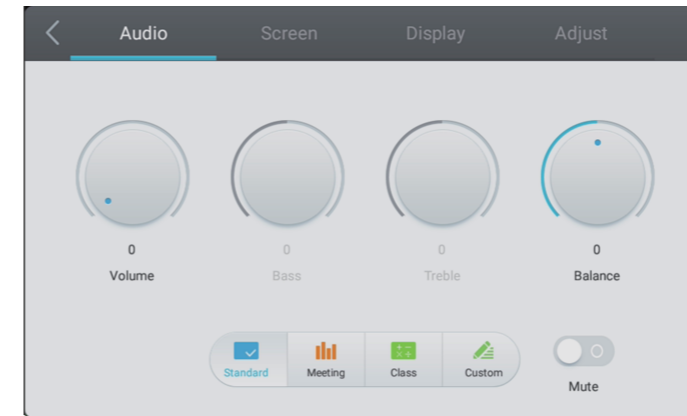 Audio Screen Display Adjust
0 0 0 0
Volume Bass Treble Balance
Standard Meeting Class Custom
Mute